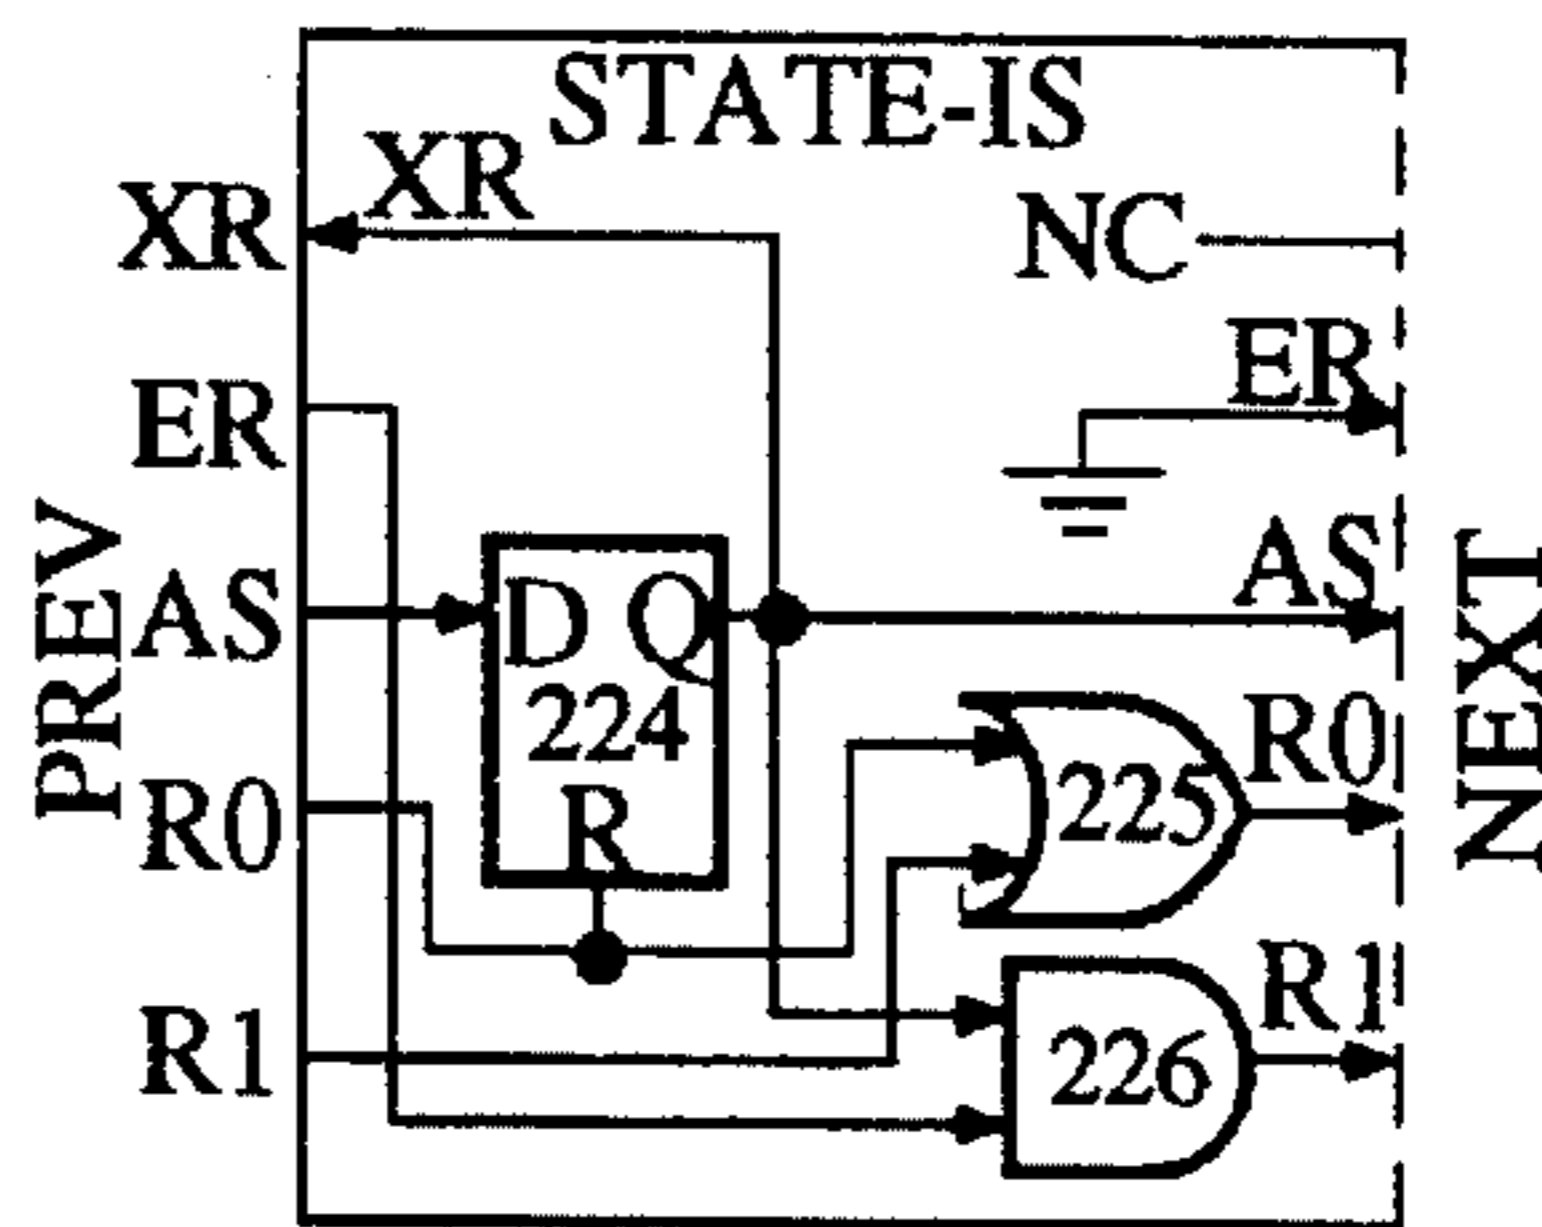 STATE-IS
XR
XR
NC
ER
ER
PREV
AS
D Q
224
R
AS
NEXT
R0
225
R0
R1
226
R1